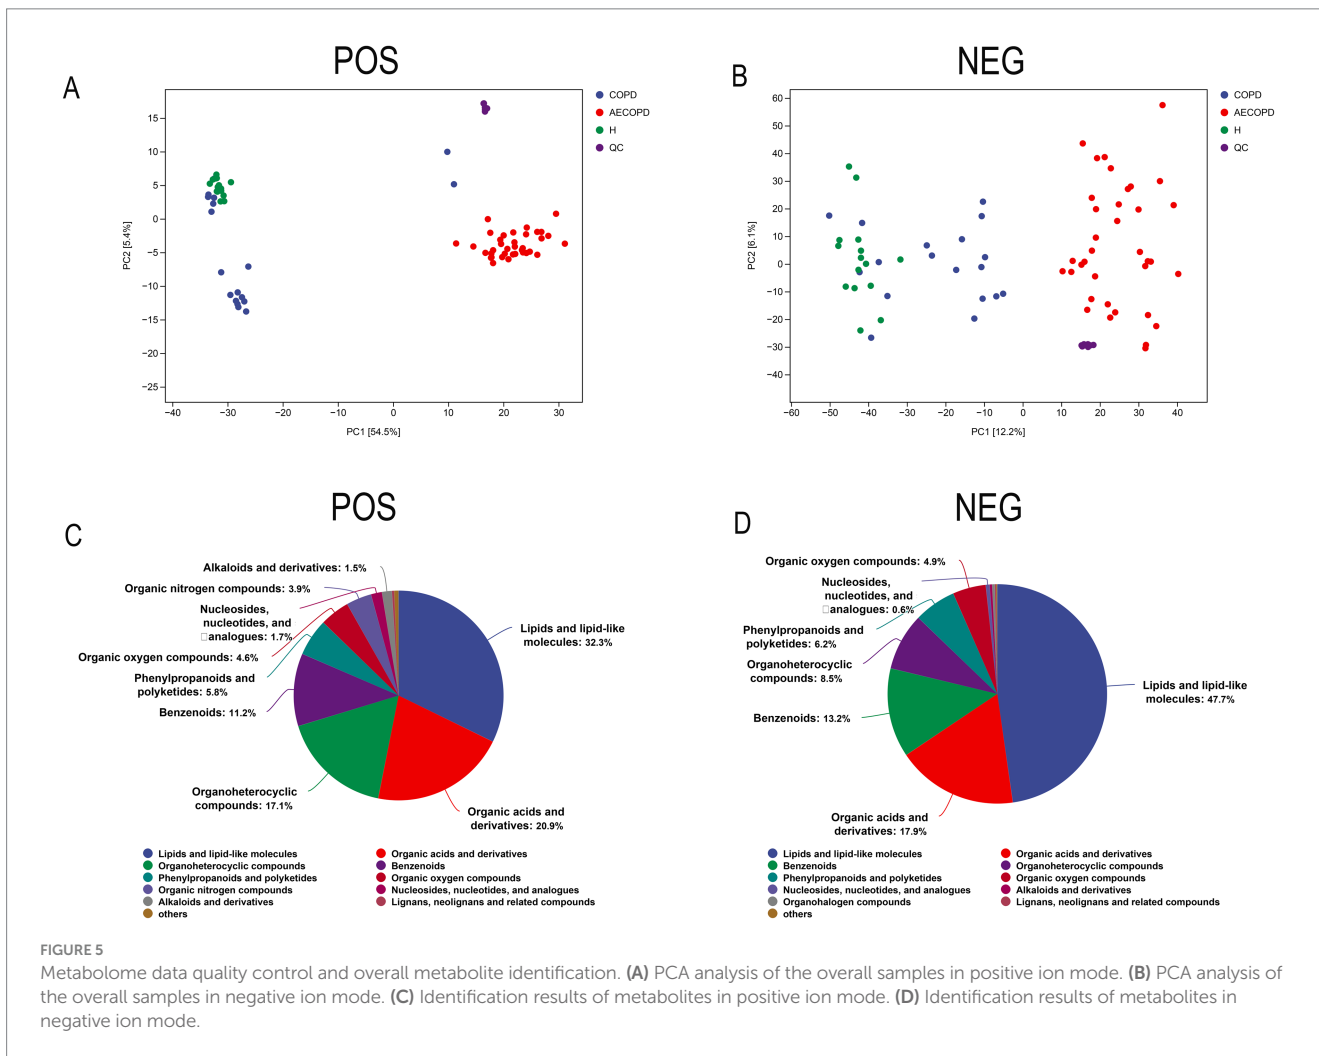 POS
NEG
A
B
COPD
AECOPD
H
QC
15
10
5
0
−5
−10
−15
−20
−25
PC2 [5.4%]
−40
−30
−20
−10
0
10
20
30
PC1 [54.5%]
COPD
AECOPD
H
QC
60
50
40
30
20
10
0
−10
−20
−30
−40
PC2 [6.1%]
−60
−50
−40
−30
−20
−10
0
10
20
30
40
PC1 [12.2%]
POS
NEG
C
D
Alkaloids and derivatives: 1.5%
Organic nitrogen compounds: 3.9%
Nucleosides,
nucleotides, and
□analogues: 1.7%
Organic oxygen compounds: 4.6%
Phenylpropanoids and
polyketides: 5.8%
Benzenoids: 11.2%
Organoheterocyclic
compounds: 17.1%
Lipids and lipid-like
molecules: 32.3%
Organic acids and
derivatives: 20.9%
Lipids and lipid-like molecules
Organic acids and derivatives
Organoheterocyclic compounds
Benzenoids
Phenylpropanoids and polyketides
Organic oxygen compounds
Organic nitrogen compounds
Nucleosides, nucleotides, and analogues
Alkaloids and derivatives
Lignans, neolignans and related compounds
others
Organic oxygen compounds: 4.9%
Nucleosides,
nucleotides, and
□analogues: 0.6%
Phenylpropanoids and
polyketides: 6.2%
Organoheterocyclic
compounds: 8.5%
Benzenoids: 13.2%
Lipids and lipid-like
molecules: 47.7%
Organic acids and
derivatives: 17.9%
Lipids and lipid-like molecules
Organic acids and derivatives
Benzenoids
Organoheterocyclic compounds
Phenylpropanoids and polyketides
Organic oxygen compounds
Nucleosides, nucleotides, and analogues
Alkaloids and derivatives
Organohalogen compounds
Lignans, neolignans and related compounds
others
FIGURE 5
Metabolome data quality control and overall metabolite identification. (A) PCA analysis of the overall samples in positive ion mode. (B) PCA analysis of
the overall samples in negative ion mode. (C) Identification results of metabolites in positive ion mode. (D) Identification results of metabolites in
negative ion mode.